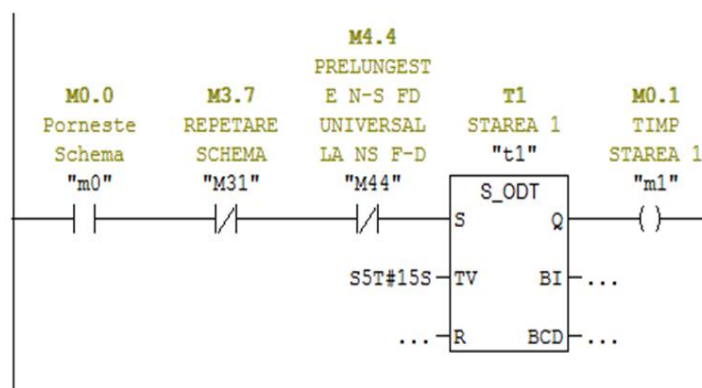 M4.4
PRELUNGEST
M0.0 M3.7 E N-S FD T1 M0.1
Porneste REPETARE UNIVERSAL STAREA 1 TIMP
Schema SCHEMA LA NS F-D "t1" STAREA 1
"m0" "M31" "M44" S_ODT "m1"
S Q
S5T#15S TV BI ...
... R BCD ...